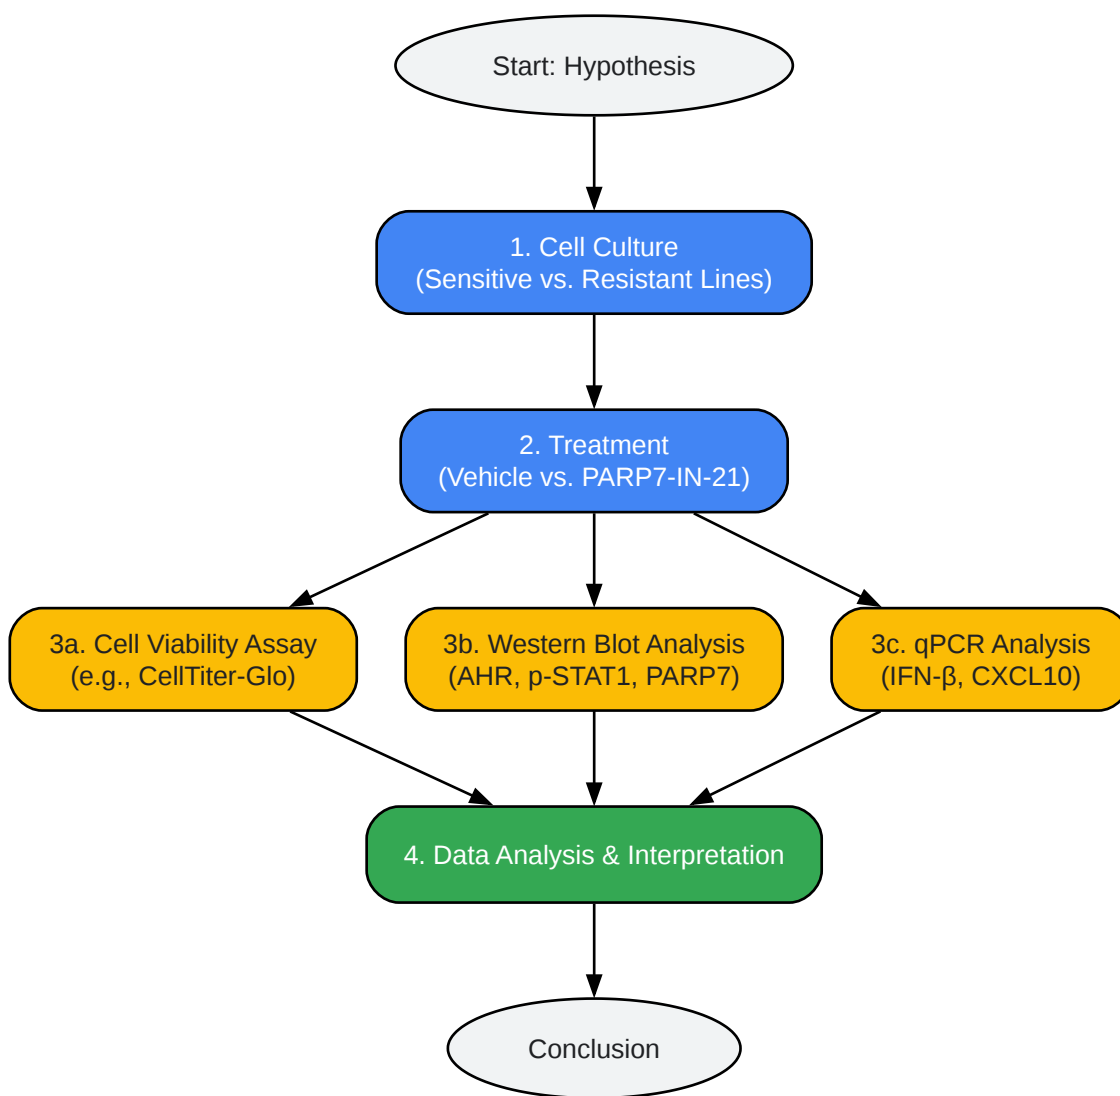 Start: Hypothesis
1. Cell Culture
(Sensitive vs. Resistant Lines)
2. Treatment
(Vehicle vs. PARP7-IN-21)
3a. Cell Viability Assay
(e.g., CellTiter-Glo)
3b. Western Blot Analysis
(AHR, p-STAT1, PARP7)
3c. qPCR Analysis
(IFN-β, CXCL10)
4. Data Analysis & Interpretation
Conclusion